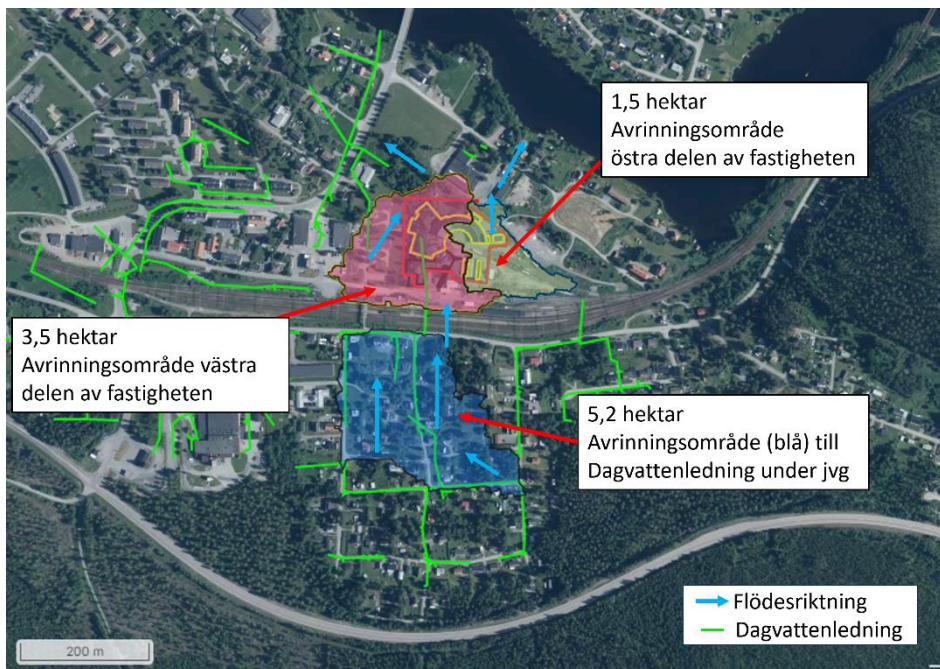 1,5 hektar
Avrinningsområde
östra delen av fastigheten
3,5 hektar
Avrinningsområde västra
delen av fastigheten
5,2 hektar
Avrinningsområde (blå) till
Dagvattenledning under jvg
Flödesriktning
Dagvattenledning
200 m